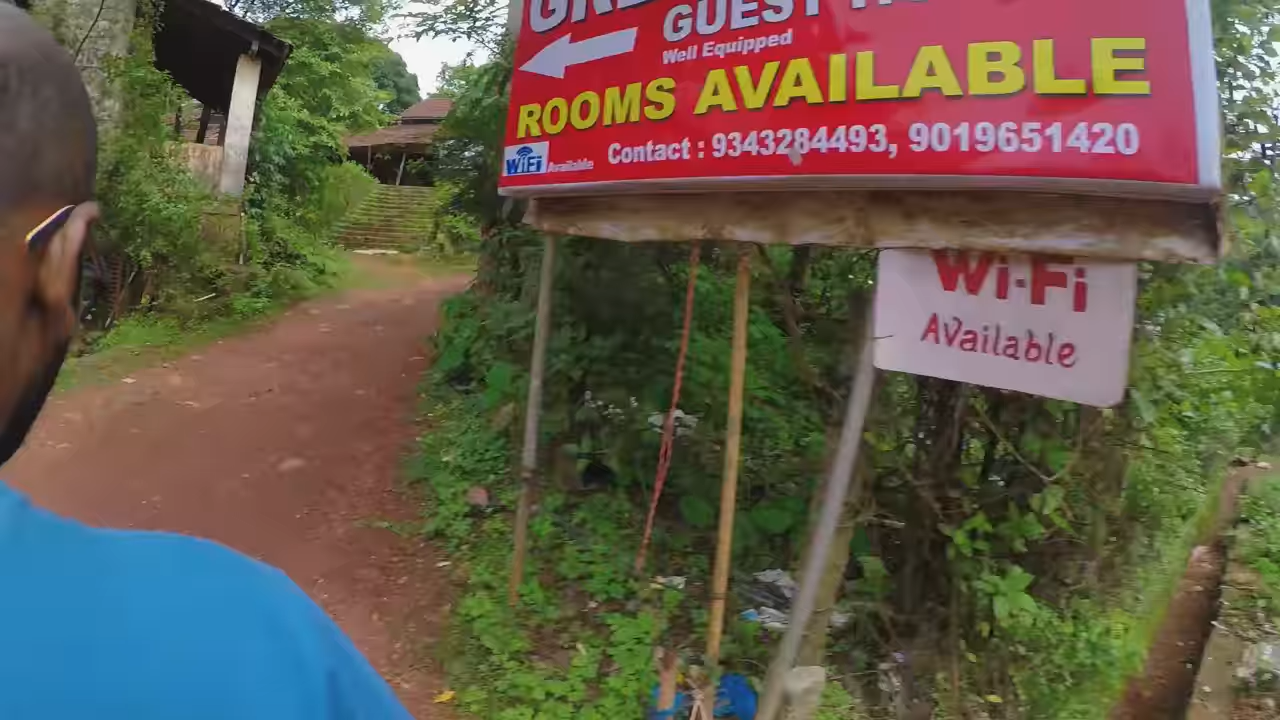 GUEST
Well Equipped
ROOMS AVAILABLE
WiFi Available
Contact : 9343284493, 9019651420
Wi-Fi
Available